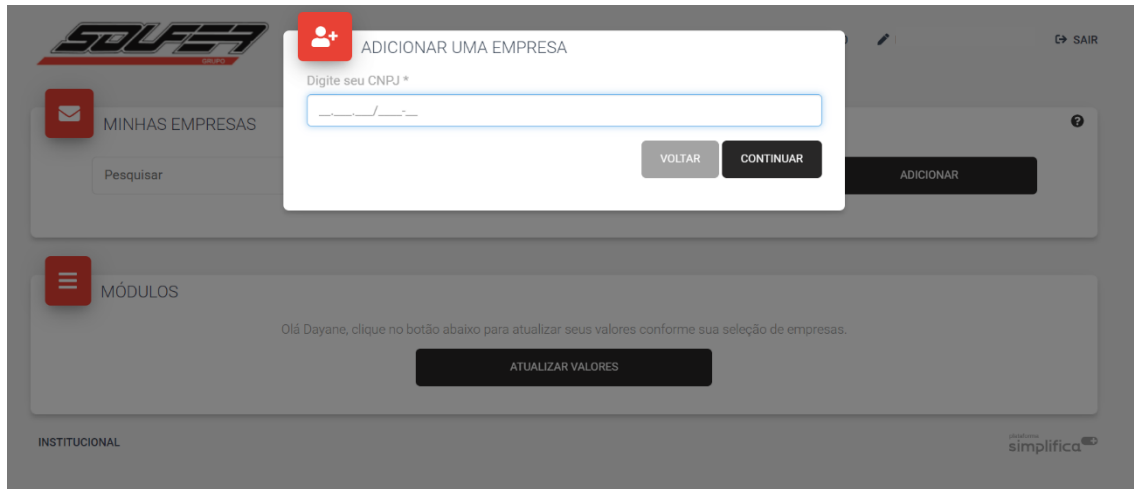 SOLFER
GRUPO
ADICIONAR UMA EMPRESA
SAIR
Digite seu CNPJ *
__.___.___/____-__
MINHAS EMPRESAS
VOLTAR
CONTINUAR
Pesquisar
ADICIONAR
MÓDULOS
Olá Dayane, clique no botão abaixo para atualizar seus valores conforme sua seleção de empresas.
ATUALIZAR VALORES
INSTITUCIONAL
plataforma
simplifica